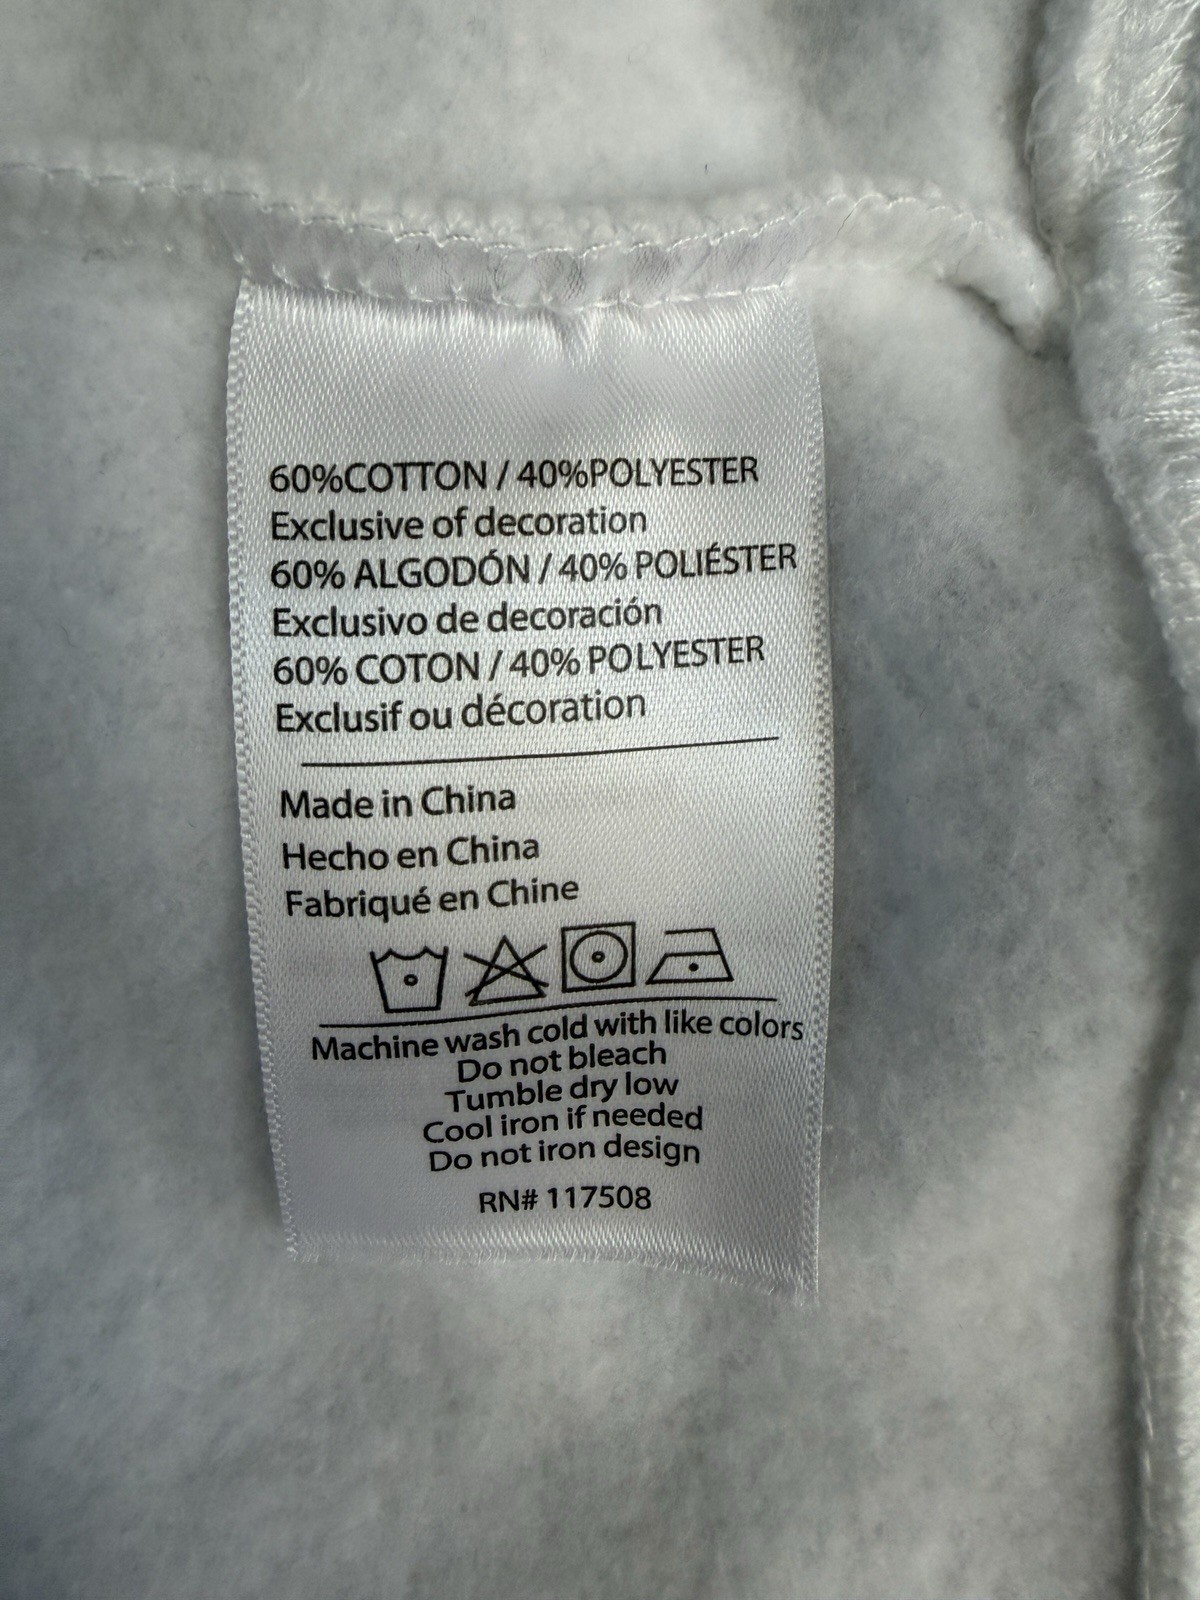 60%COTTON / 40%POLYESTER
Exclusive of decoration
60% ALGODÓN / 40% POLIÉSTER
Exclusivo de decoración
60% COTON / 40% POLYESTER
Exclusif ou décoration
Made in China
Hecho en China
Fabriqué en Chine
Machine wash cold with like colors
Do not bleach
Tumble dry low
Cool iron if needed
Do not iron design
RN# 117508